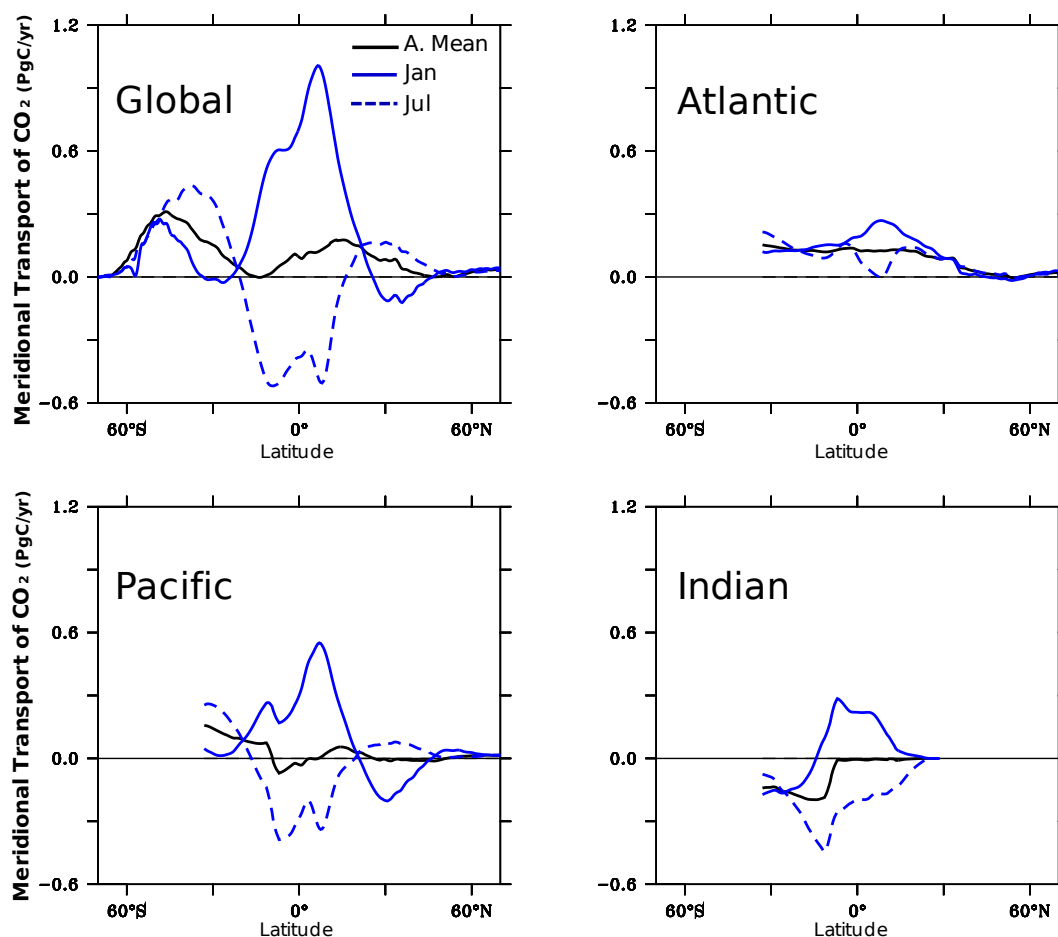 Global
A. Mean
Jan
Jul
Meridional Transport of CO₂ (PgC/yr)
1.2
0.6
0.0
−0.6
60°S
0°
60°N
Latitude
Atlantic
1.2
0.6
0.0
−0.6
60°S
0°
60°N
Latitude
Pacific
Meridional Transport of CO₂ (PgC/yr)
1.2
0.6
0.0
−0.6
60°S
0°
60°N
Latitude
Indian
1.2
0.6
0.0
−0.6
60°S
0°
60°N
Latitude